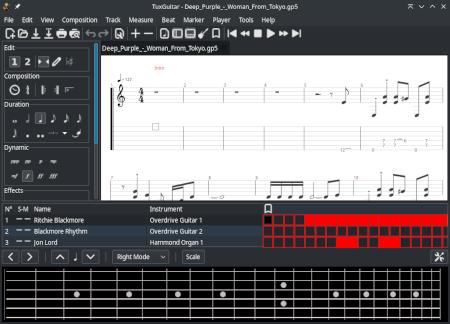 TuxGuitar - Deep_Purple_-_Woman_From_Tokyo.gp5
File Edit View Composition Track Measure Beat Marker Player Tools Help
Deep_Purple_-_Woman_From_Tokyo.gp5
Edit
1 2
Composition
Duration
Dynamic
Effects
Intro
= 127
N° S-M Name Instrument
1 Ritchie Blackmore Overdrive Guitar 1
2 Blackmore Rhythm Overdrive Guitar 2
3 Jon Lord Hammond Organ 1
Right Mode
Scale